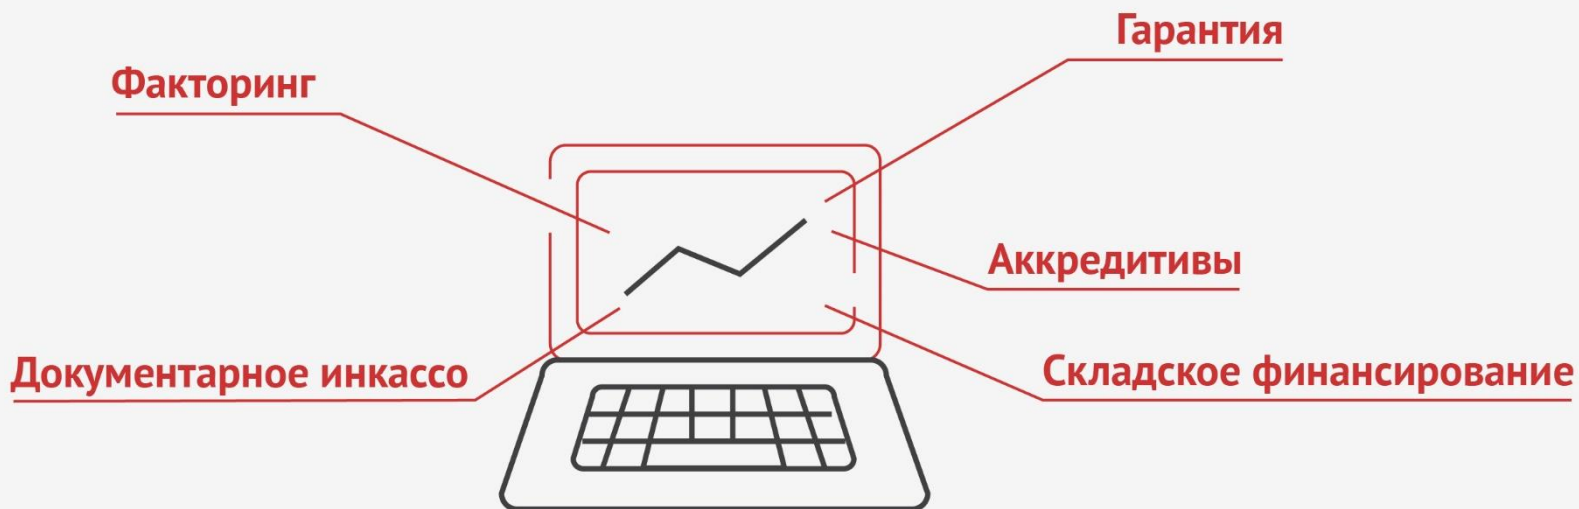 Гарантия
Факторинг
Аккредитивы
Документарное инкассо
Складское финансирование